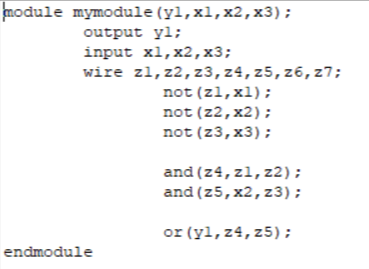 module mymodule(y1,x1,x2,x3);
output y1;
input x1,x2,x3;
wire z1,z2,z3,z4,z5,z6,z7;
not(z1,x1);
not(z2,x2);
not(z3,x3);
and(z4,z1,z2);
and(z5,x2,z3);
or(y1,z4,z5);
endmodule